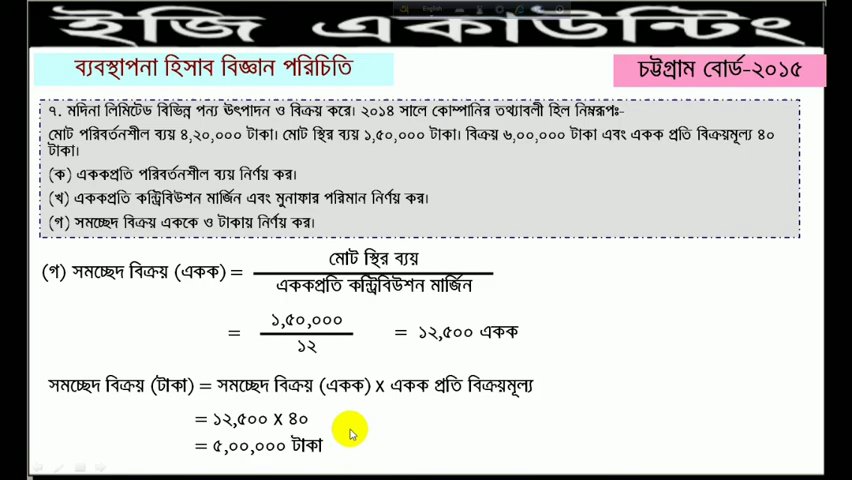 ইজি একাউন্টিং
ব্যবস্থাপনা হিসাব বিজ্ঞান পরিচিতি
চট্টগ্রাম বোর্ড-২০১৫
৭. মদিনা লিমিটেড বিভিন্ন পন্য উৎপাদন ও বিক্রয় করে। ২০১৪ সালে কোম্পানির তথ্যাবলী ছিল নিম্নরূপঃ-
মোট পরিবর্তনশীল ব্যয় ৪,২০,০০০ টাকা। মোট স্থির ব্যয় ১,৫০,০০০ টাকা। বিক্রয় ৬,০০,০০০ টাকা এবং একক প্রতি বিক্রয়মূল্য ৪০
টাকা।
(ক) এককপ্রতি পরিবর্তনশীল ব্যয় নির্ণয় কর।
(খ) এককপ্রতি কন্ট্রিবিউশন মার্জিন এবং মুনাফার পরিমান নির্ণয় কর।
(গ) সমচ্ছেদ বিক্রয় এককে ও টাকায় নির্ণয় কর।
(গ) সমচ্ছেদ বিক্রয় (একক) = মোট স্থির ব্যয়
এককপ্রতি কন্ট্রিবিউশন মার্জিন
= ১,৫০,০০০ = ১২,৫০০ একক
১২
সমচ্ছেদ বিক্রয় (টাকা) = সমচ্ছেদ বিক্রয় (একক) x একক প্রতি বিক্রয়মূল্য
= ১২,৫০০ X ৪০
= ৫,০০,০০০ টাকা